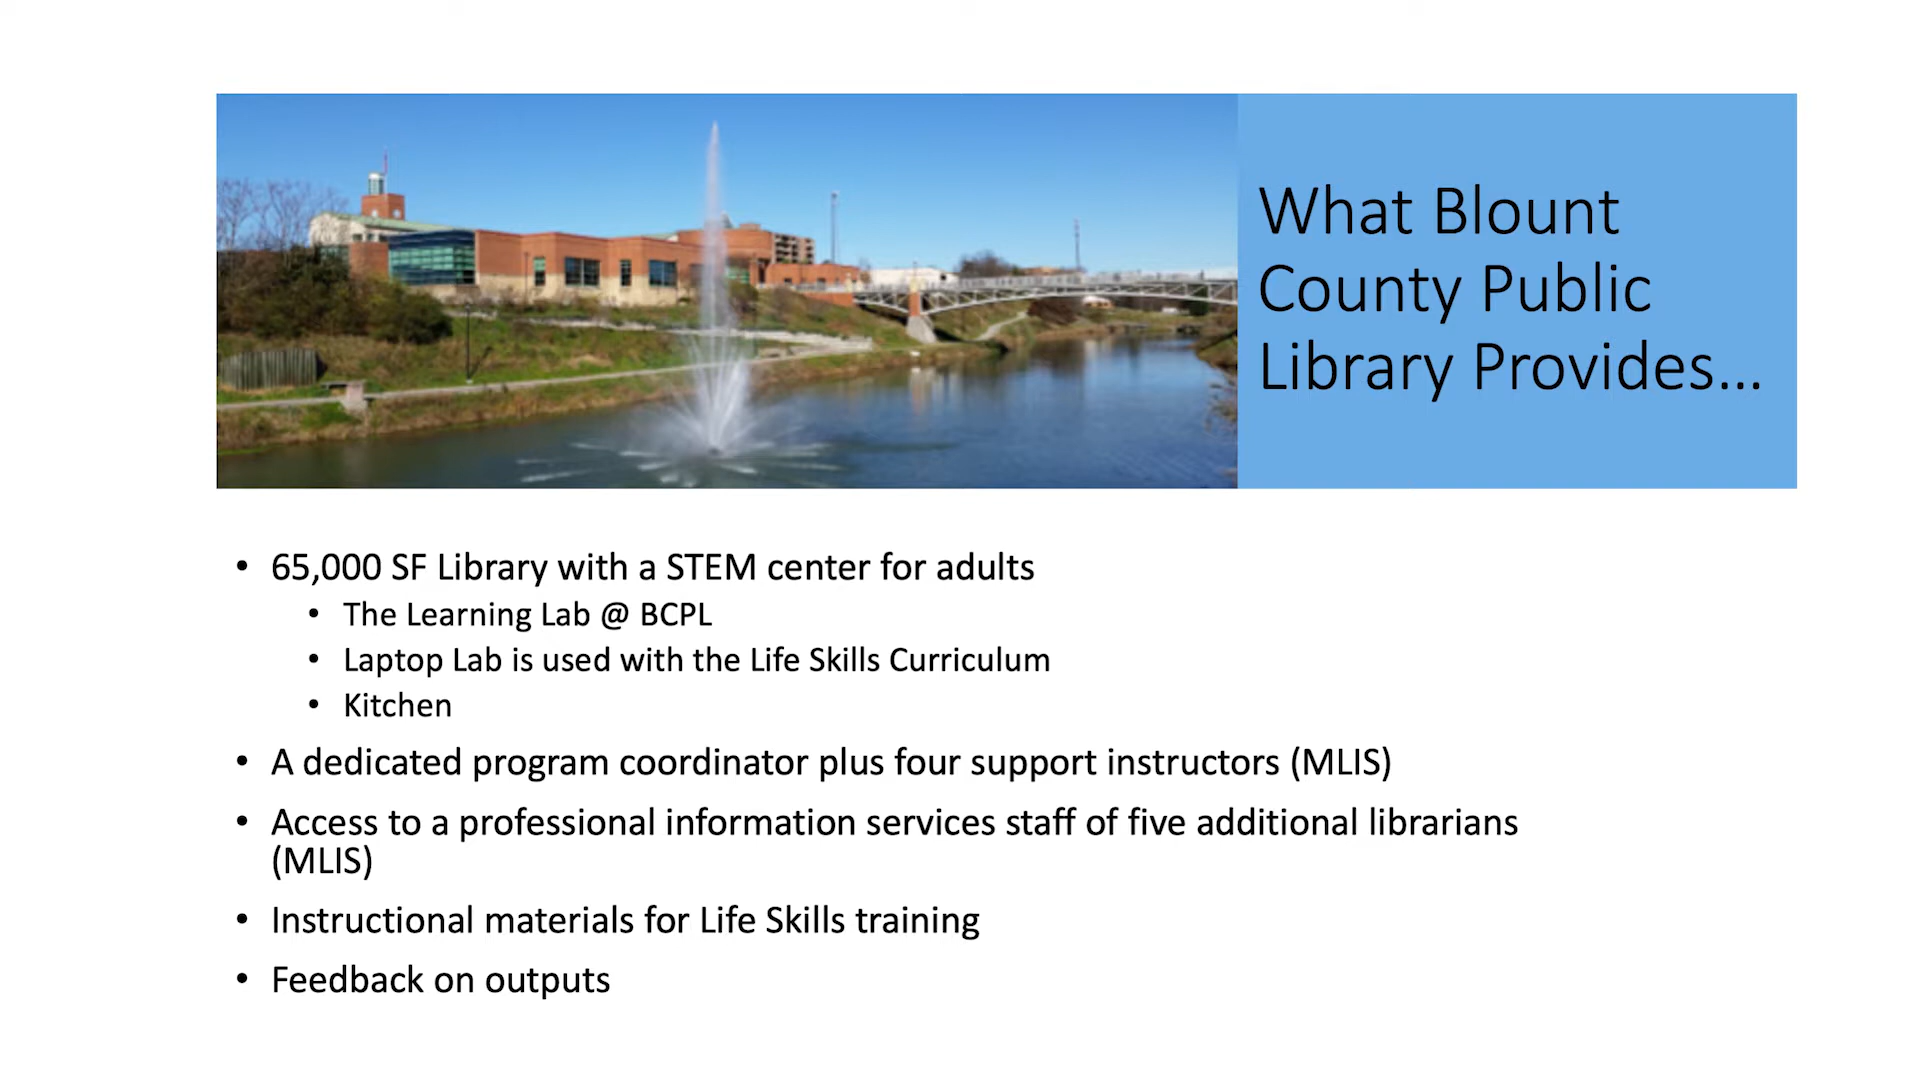 What Blount
County Public
Library Provides...
• 65,000 SF Library with a STEM center for adults
• The Learning Lab @ BCPL
• Laptop Lab is used with the Life Skills Curriculum
• Kitchen
• A dedicated program coordinator plus four support instructors (MLIS)
• Access to a professional information services staff of five additional librarians
(MLIS)
• Instructional materials for Life Skills training
• Feedback on outputs